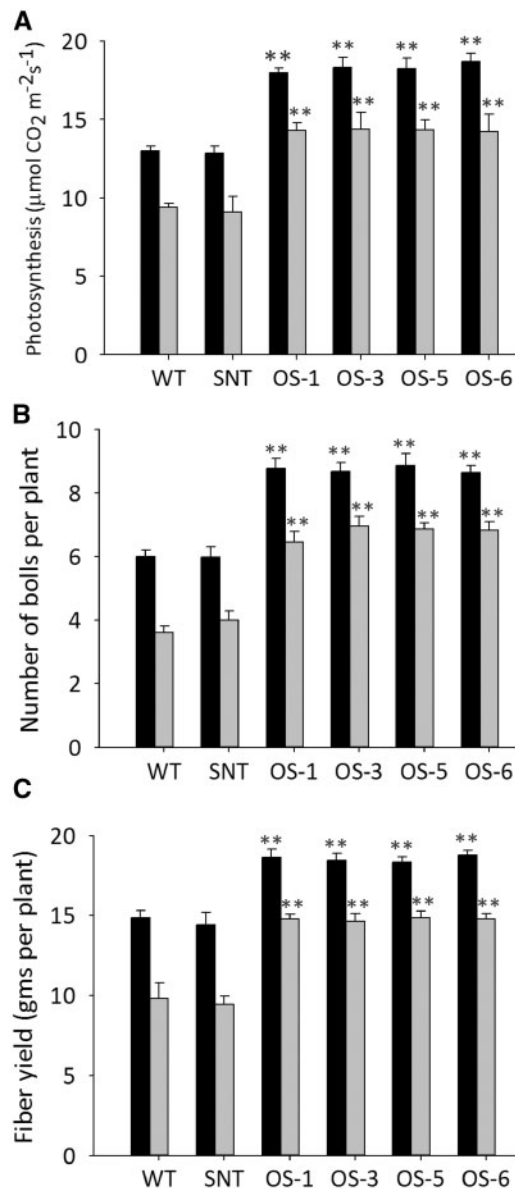 A
Photosynthesis (μmol CO₂ m⁻²s⁻¹)
20
15
10
5
0
** ** ** **
** ** ** **
WT SNT OS-1 OS-3 OS-5 OS-6
B
Number of bolls per plant
10
8
6
4
2
0
** ** ** **
** ** ** **
WT SNT OS-1 OS-3 OS-5 OS-6
C
Fiber yield (gms per plant)
20
15
10
5
0
** ** ** **
** ** ** **
WT SNT OS-1 OS-3 OS-5 OS-6